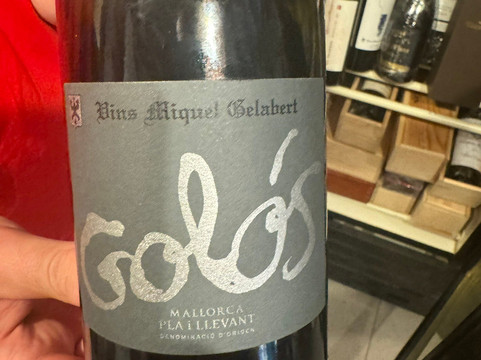 Vins Miquel Gelabert
Golós
MALLORCA
PLA i LLEVANT
DENOMINACIÓ D'ORIGEN